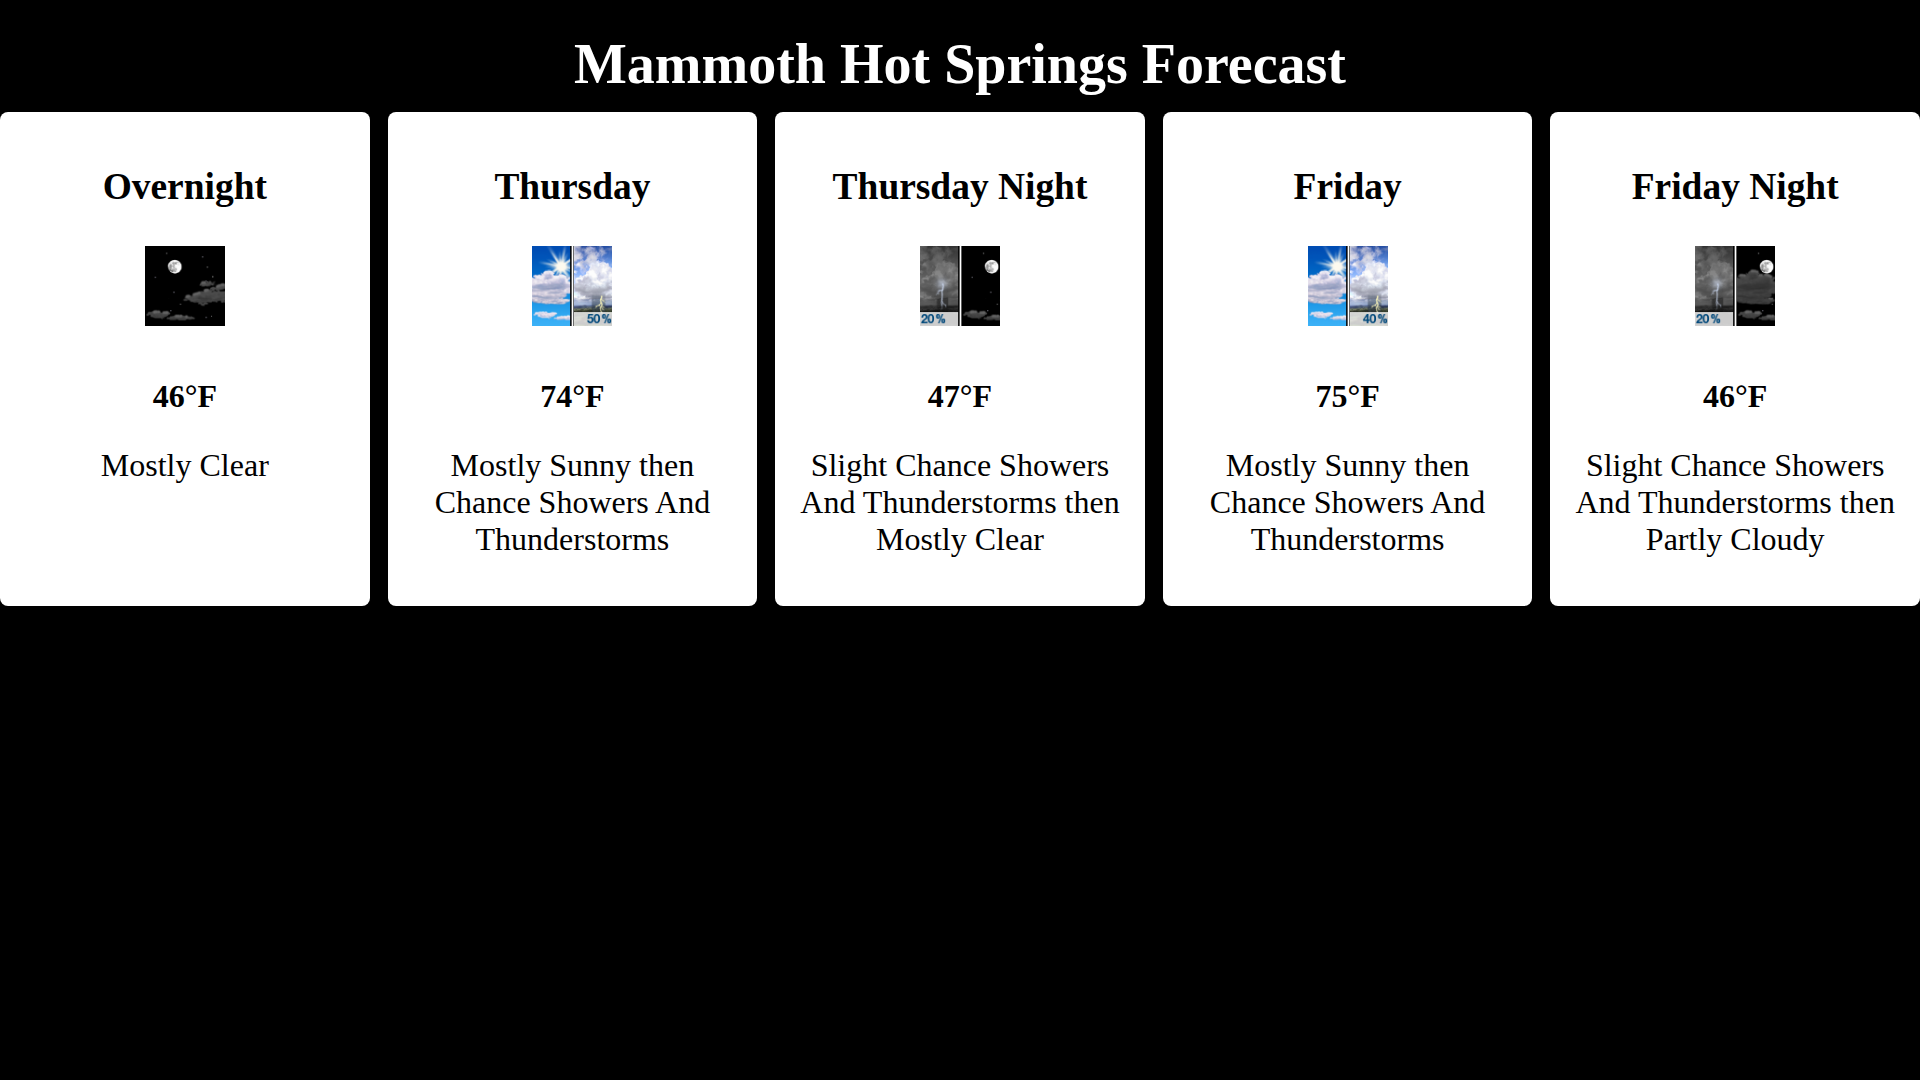 Mammoth Hot Springs Forecast
Overnight
46°F
Mostly Clear
Thursday
50%
74°F
Mostly Sunny then
Chance Showers And
Thunderstorms
Thursday Night
20%
47°F
Slight Chance Showers
And Thunderstorms then
Mostly Clear
Friday
40%
75°F
Mostly Sunny then
Chance Showers And
Thunderstorms
Friday Night
20%
46°F
Slight Chance Showers
And Thunderstorms then
Partly Cloudy